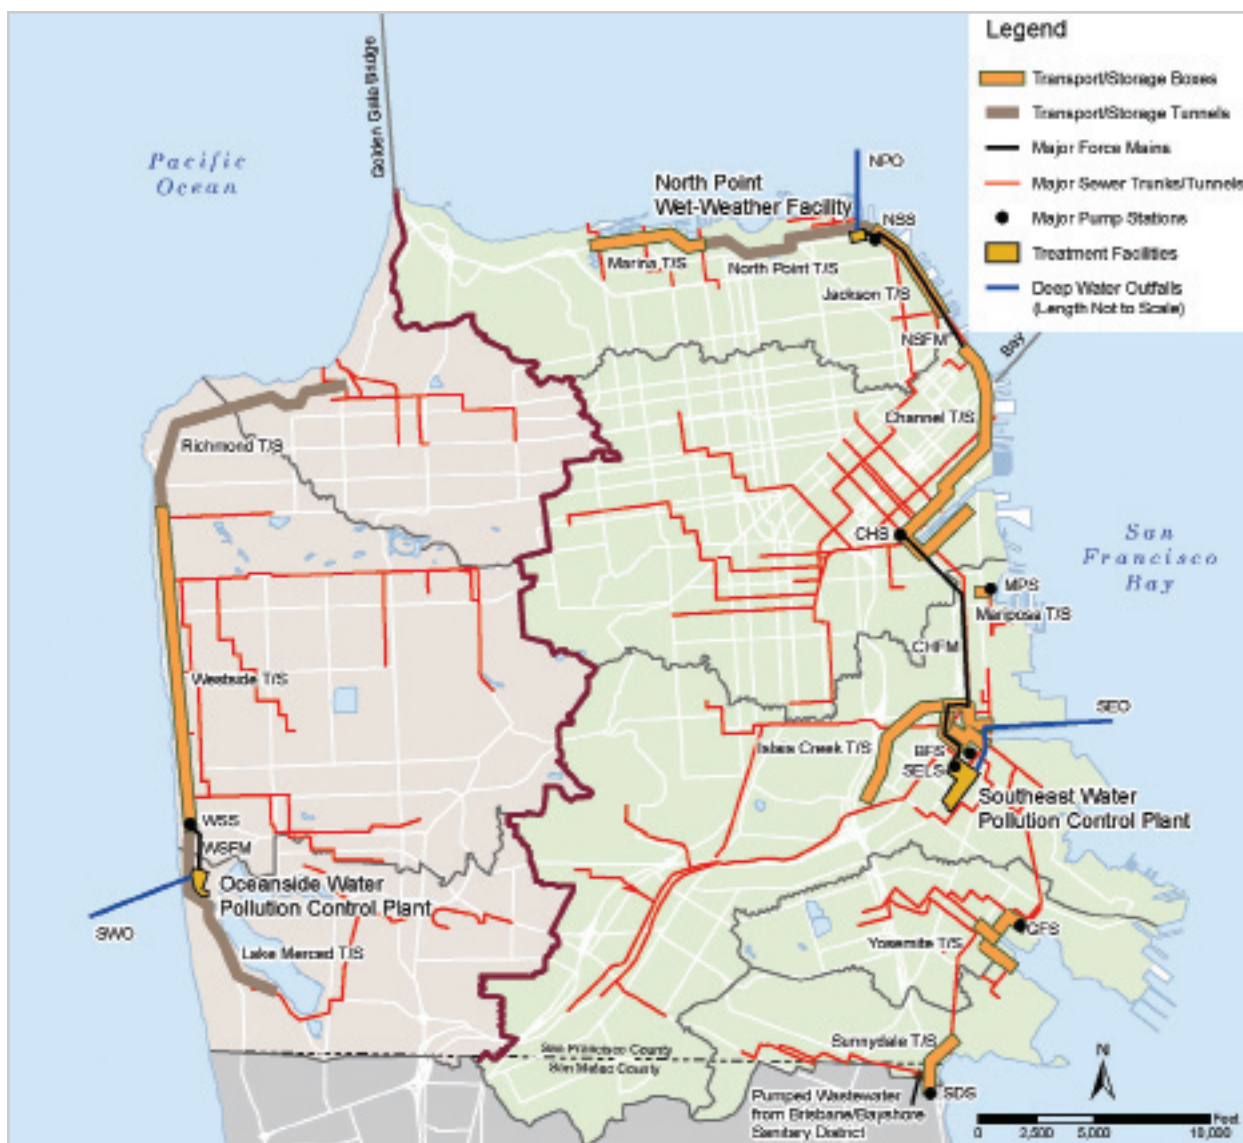 Legend
Transport/Storage Boxes
Transport/Storage Tunnels
Major Force Mains
Major Sewer Trunks/Tunnels
Major Pump Stations
Treatment Facilities
Deep Water Outfalls
(Length Not to Scale)
Golden Gate Bridge
Pacific
Ocean
NPO
North Point
Wet-Weather Facility
NSS
Marina T/S
North Point T/S
Jackson T/S
NSFM
Bay
Channel T/S
Richmond T/S
CHS
San
Francisco
Bay
MPS
Mariposa T/S
CHFM
Westside T/S
SEO
Islais Creek T/S
BFS
SELS
Southeast Water
Pollution Control Plant
WSS
WSFM
Oceanside Water
Pollution Control Plant
SWO
Lake Merced T/S
Yosemite T/S
GFS
Sunnydale T/S
San Francisco County
San Mateo County
N
Pumped Wastewater
from Brisbane/Bayshore
Sanitary District
SDS
Feet
0 2,500 5,000 10,000